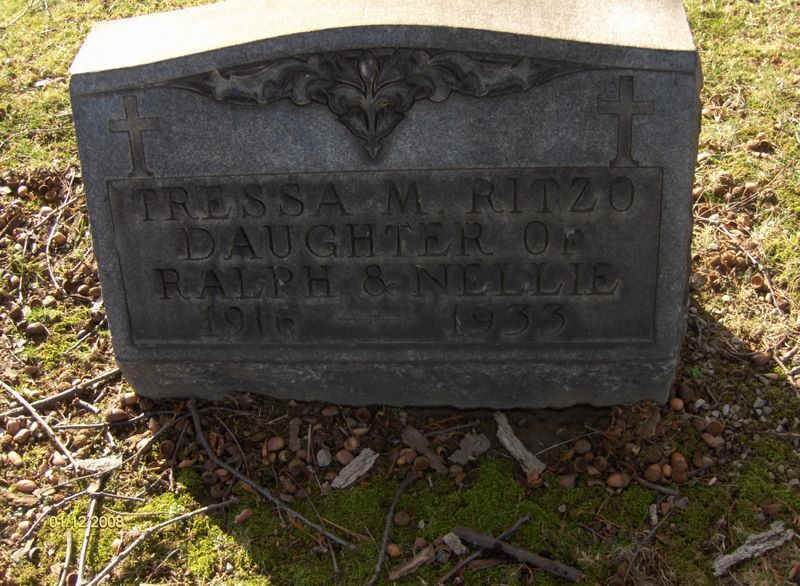 TRESSA M. RITZO
DAUGHTER OF
RALPH & NELLIE
1916 — 1933
01/12/2008